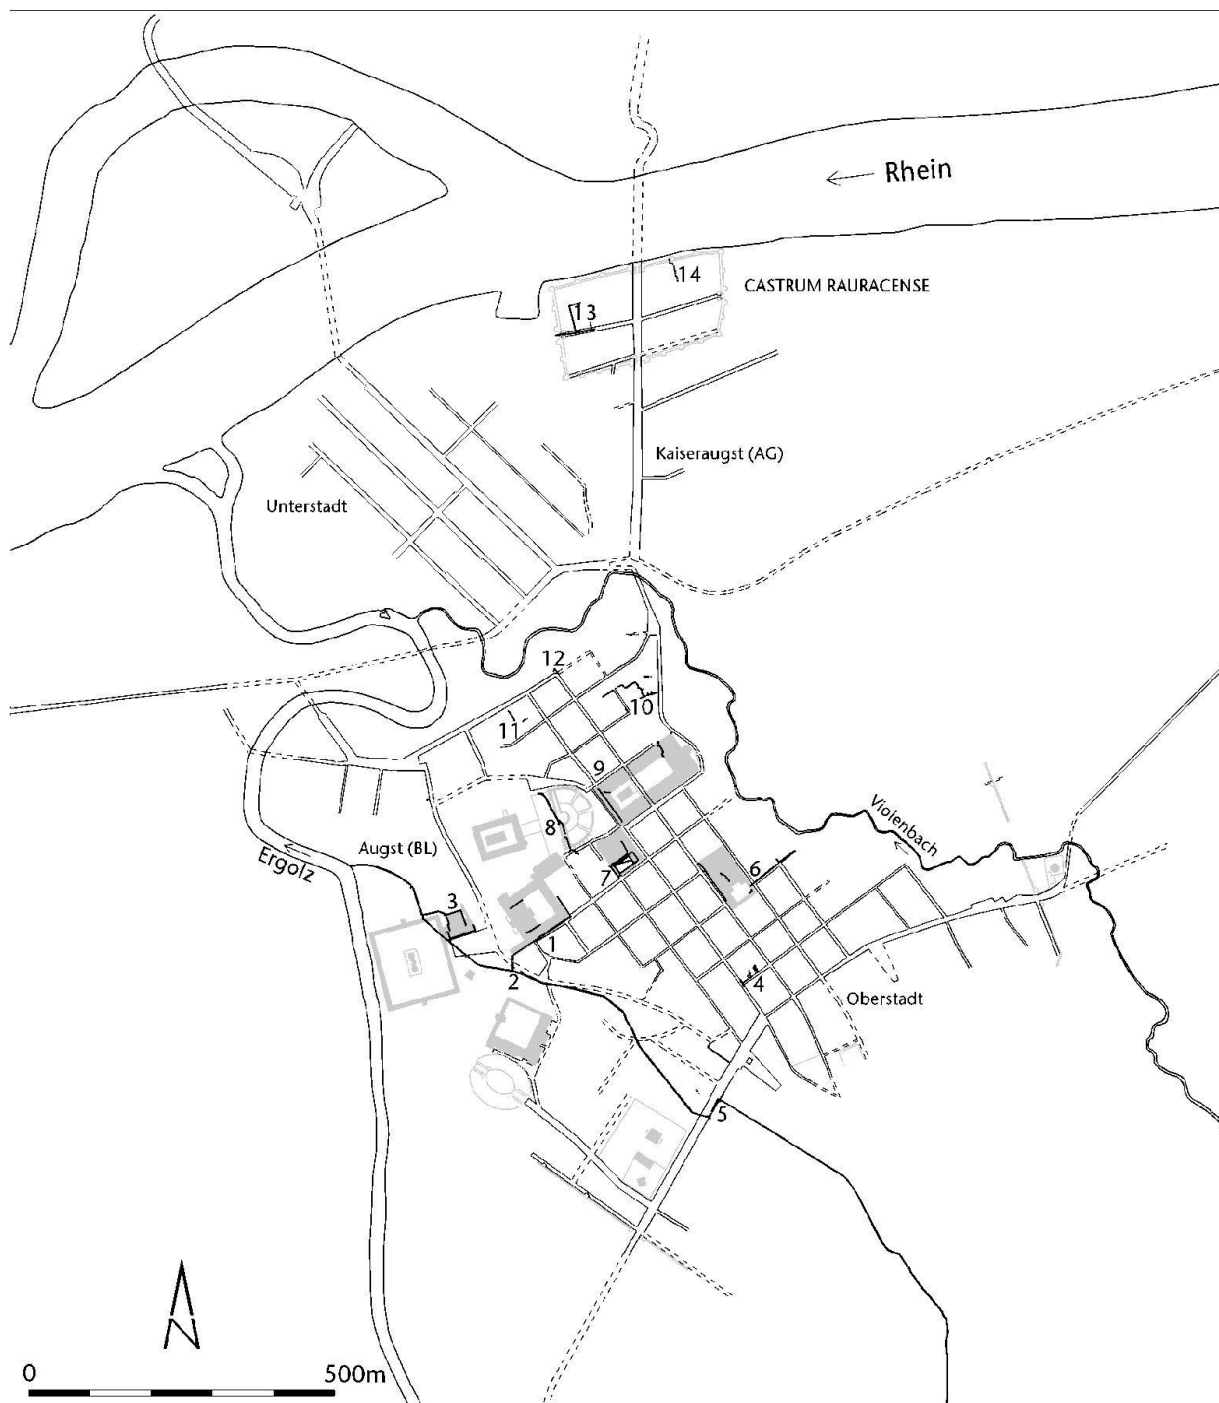 Rhein
14
CASTRUM RAURACENSE
13
Kaiseraugst (AG)
Unterstadt
12
10
11
9
Violenbach
8
Augst (BL)
Ergolz
6
7
3
1
2
4
Oberstadt
5
0 500m
N